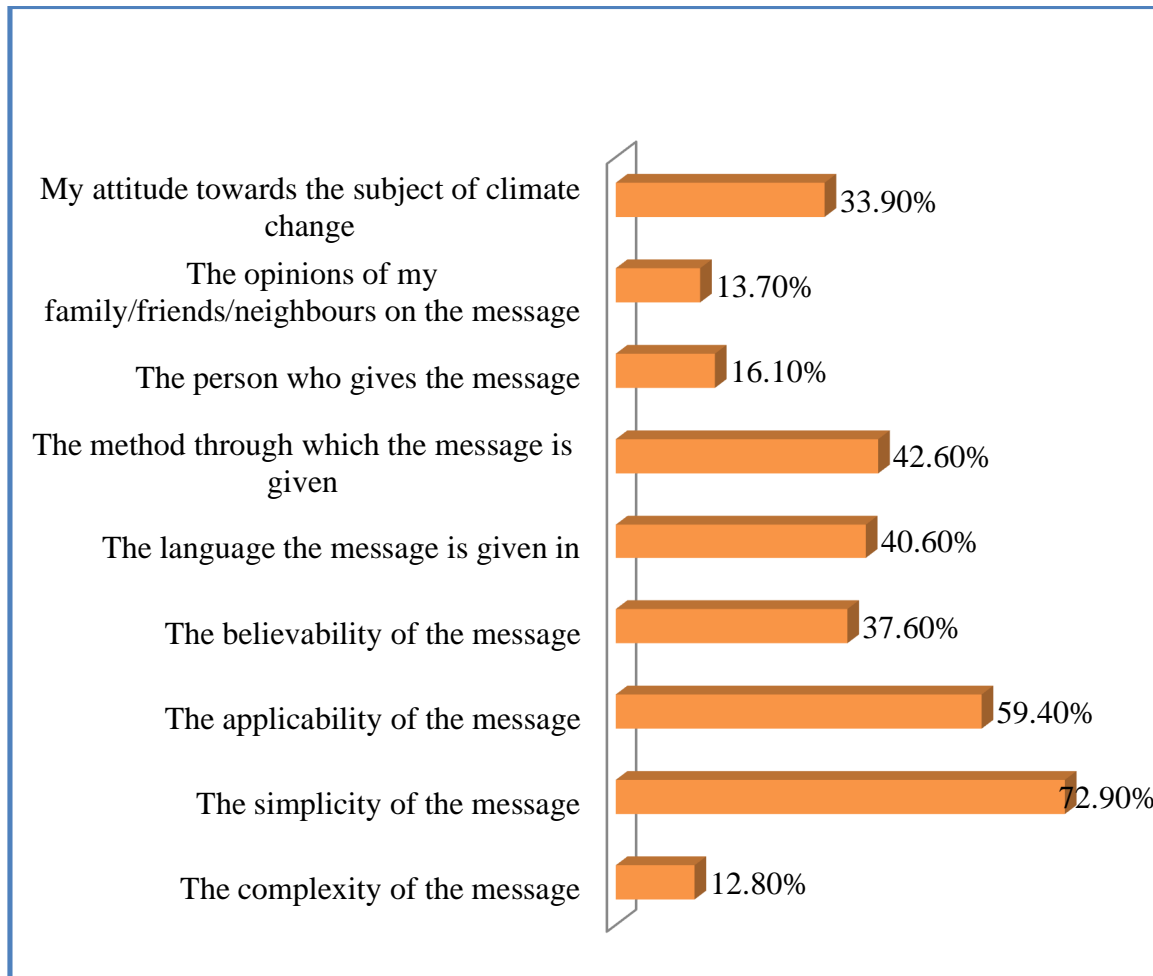 My attitude towards the subject of climate
change
33.90%
The opinions of my
family/friends/neighbours on the message
13.70%
The person who gives the message
16.10%
The method through which the message is
given
42.60%
The language the message is given in
40.60%
The believability of the message
37.60%
The applicability of the message
59.40%
The simplicity of the message
72.90%
The complexity of the message
12.80%